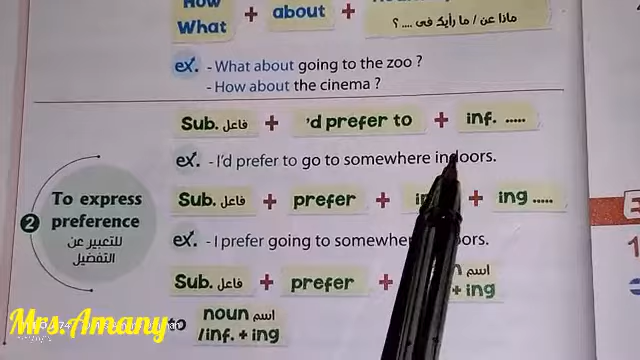 How
What + about +
ماذا عن / ما رأيك فى .... ؟
ex. - What about going to the zoo ?
- How about the cinema ?
Sub. فاعل + 'd prefer to + inf. .....
ex. - I'd prefer to go to somewhere indoors.
2 To express preference
للتعبير عن التفضيل
Sub. فاعل + prefer + + ing .....
ex. - I prefer going to
Sub. فاعل + prefer + اسم
+ ing
to noun اسم
/inf. + ing
Mrs.Amany